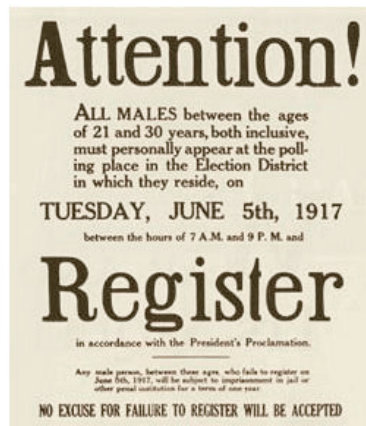 Attention!
ALL MALES between the ages
of 21 and 30 years, both inclusive,
must personally appear at the poll-
ing place in the Election District
in which they reside, on
TUESDAY, JUNE 5th, 1917
between the hours of 7 A.M. and 9 P. M. and
Register
in accordance with the President's Proclamation.
Any male person, between these ages, who fails to register on
June 5th, 1917, will be subject to imprisonment in jail or
other penal institution for a term of one year.
NO EXCUSE FOR FAILURE TO REGISTER WILL BE ACCEPTED